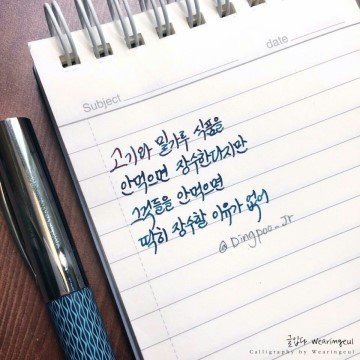 Subject
date
고기와 밀가루 식품을
안먹으면 장수한다지만
그것들을 안먹으면
딱히 장수할 이유가 없어
@Dingpoo_Jr
글입다 Wearingeul
Calligraphy by Wearingeul